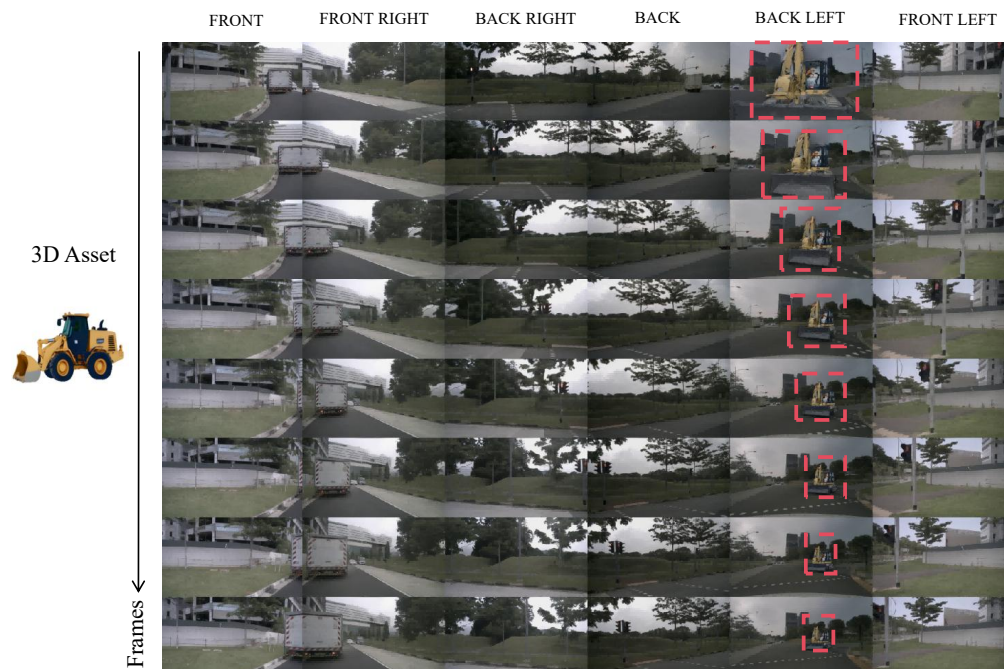 FRONT
FRONT RIGHT
BACK RIGHT
BACK
BACK LEFT
FRONT LEFT
3D Asset
Frames